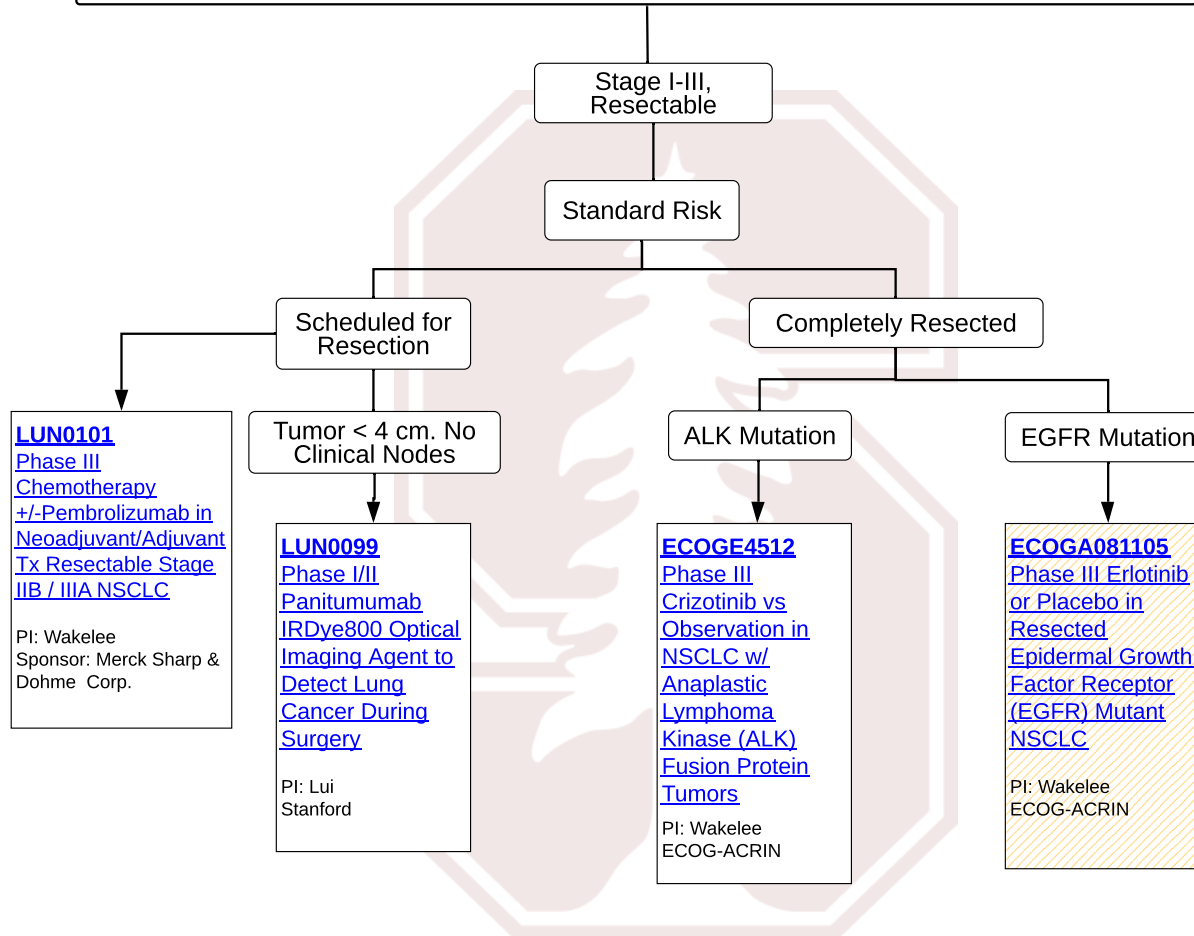 Stage I-III,
Resectable
Standard Risk
Scheduled for
Resection
Completely Resected
Tumor < 4 cm. No
Clinical Nodes
ALK Mutation
EGFR Mutation
LUN0101
Phase III
Chemotherapy
+/-Pembrolizumab in
Neoadjuvant/Adjuvant
Tx Resectable Stage
IIB / IIIA NSCLC
PI: Wakelee
Sponsor: Merck Sharp &
Dohme  Corp.
LUN0099
Phase I/II
Panitumumab
IRDye800 Optical
Imaging Agent to
Detect Lung
Cancer During
Surgery
PI: Lui
Stanford
ECOGE4512
Phase III
Crizotinib vs
Observation in
NSCLC w/
Anaplastic
Lymphoma
Kinase (ALK)
Fusion Protein
Tumors
PI: Wakelee
ECOG-ACRIN
ECOGA081105
Phase III Erlotinib
or Placebo in
Resected
Epidermal Growth
Factor Receptor
(EGFR) Mutant
NSCLC
PI: Wakelee
ECOG-ACRIN